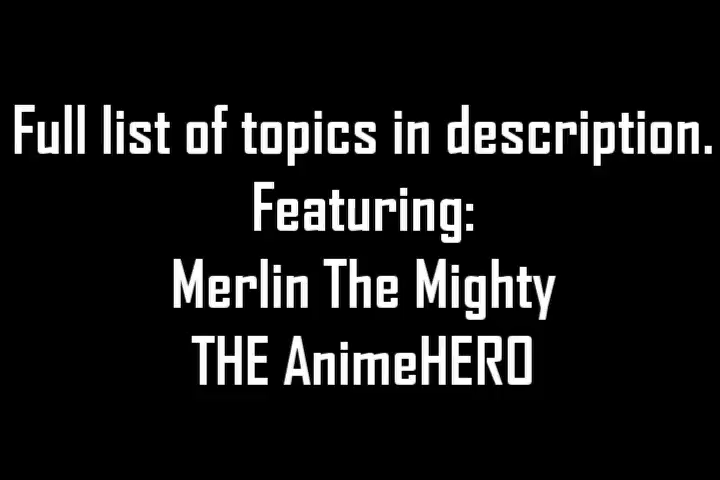 Full list of topics in description.
Featuring:
Merlin The Mighty
THE AnimeHERO